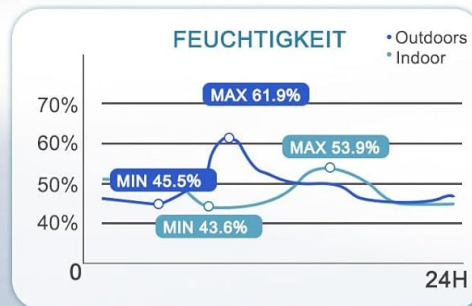 FEUCHTIGKEIT
Outdoors
Indoor
MAX 61.9%
70%
60%
MAX 53.9%
50%
MIN 45.5%
40%
MIN 43.6%
0
24H